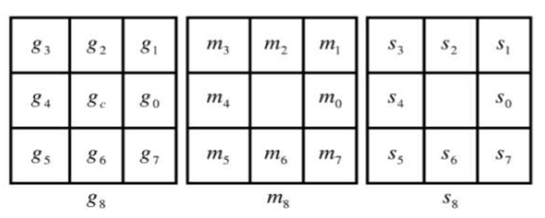 g₃ g₂ g₁ m₃ m₂ m₁ s₃ s₂ s₁
g₄ g_c g₀ m₄ m₀ s₄ s₀
g₅ g₆ g₇ m₅ m₆ m₇ s₅ s₆ s₇
g₈ m₈ s₈